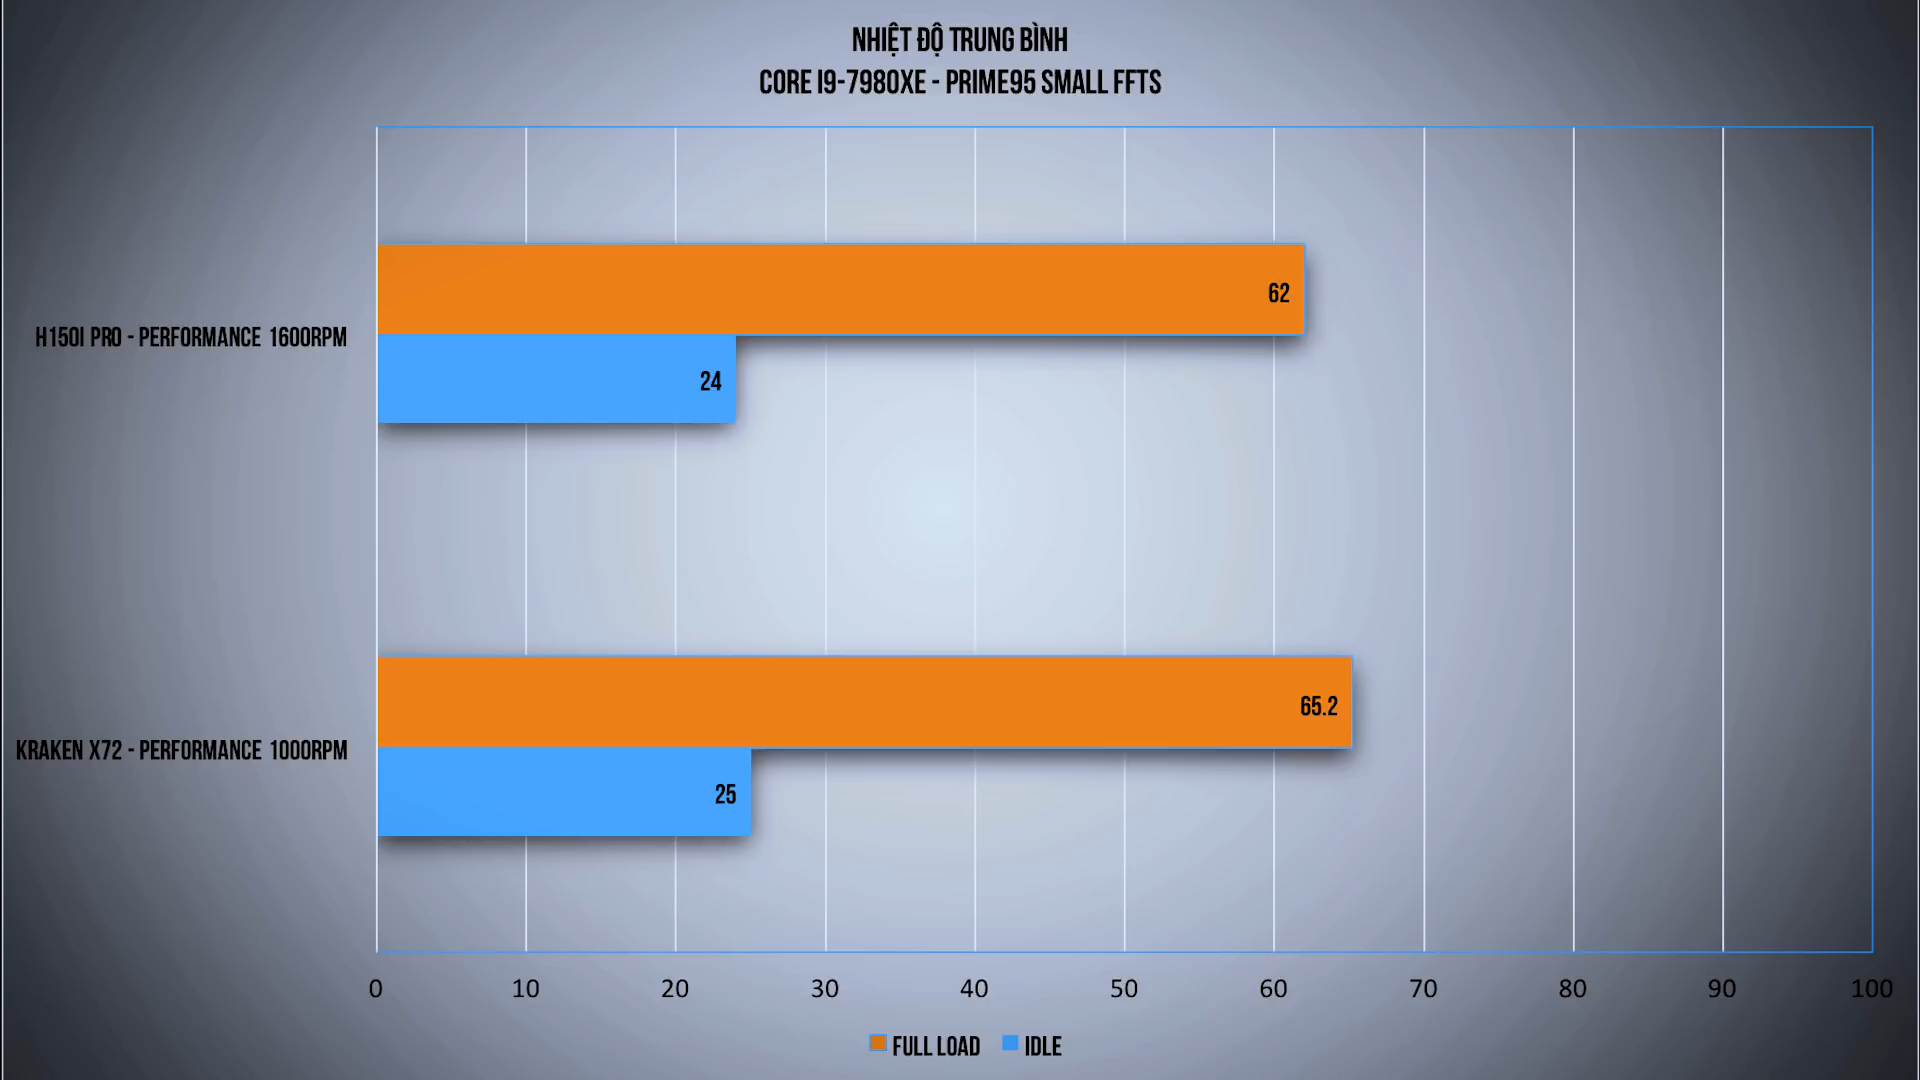 NHIỆT ĐỘ TRUNG BÌNH
CORE I9-7980XE - PRIME95 SMALL FFTS
H150I PRO - PERFORMANCE 1600RPM
62
24
KRAKEN X72 - PERFORMANCE 1000RPM
65.2
25
0 10 20 30 40 50 60 70 80 90 100
FULL LOAD IDLE